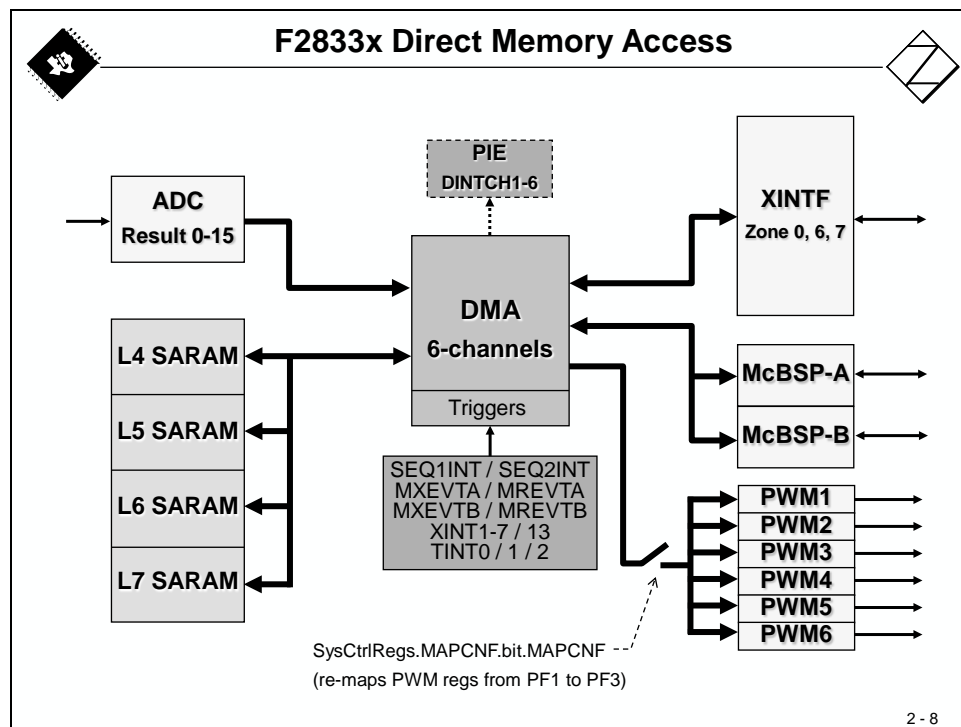 F2833x Direct Memory Access
PIE
DINTCH1-6
ADC
Result 0-15
XINTF
Zone 0, 6, 7
DMA
6-channels
Triggers
L4 SARAM
L5 SARAM
L6 SARAM
L7 SARAM
McBSP-A
McBSP-B
SEQ1INT / SEQ2INT
MXEVTA / MREVTA
MXEVTB / MREVTB
XINT1-7 / 13
TINT0 / 1 / 2
PWM1
PWM2
PWM3
PWM4
PWM5
PWM6
SysCtrlRegs.MAPCNF.bit.MAPCNF
(re-maps PWM regs from PF1 to PF3)
2 - 8